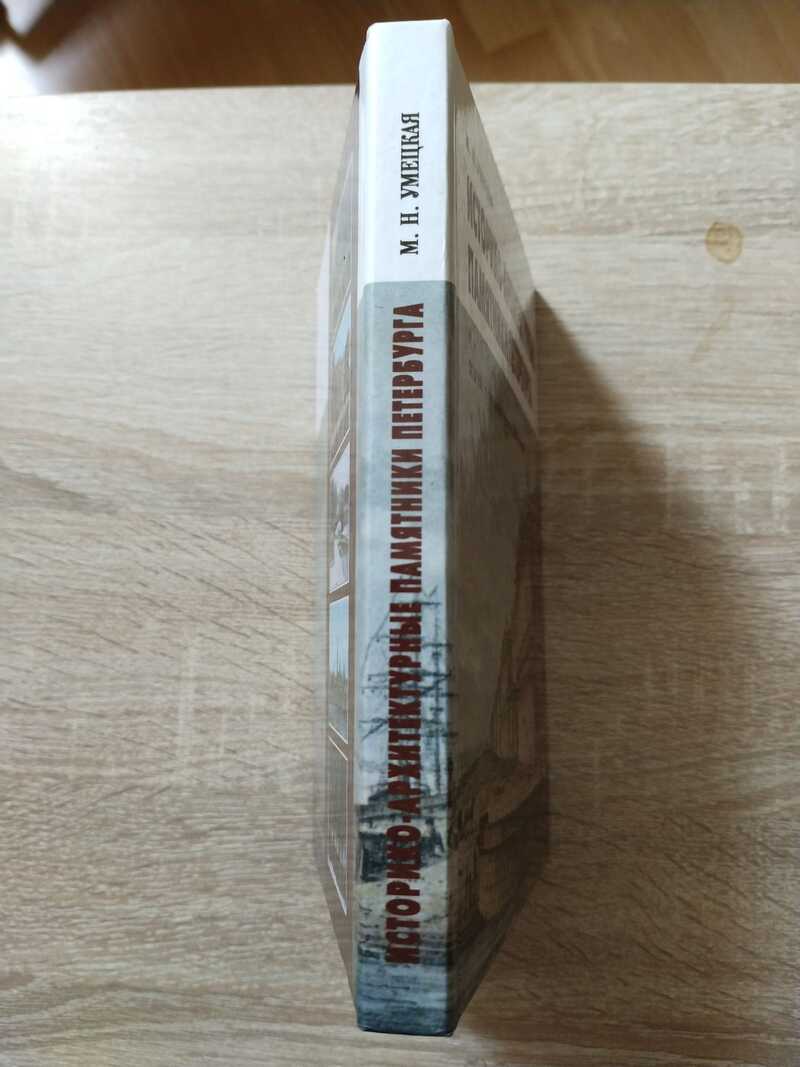 М. Н. УМЕЦКАЯ
ИСТОРИКО-АРХИТЕКТУРНЫЕ ПАМЯТНИКИ ПЕТЕРБУРГА